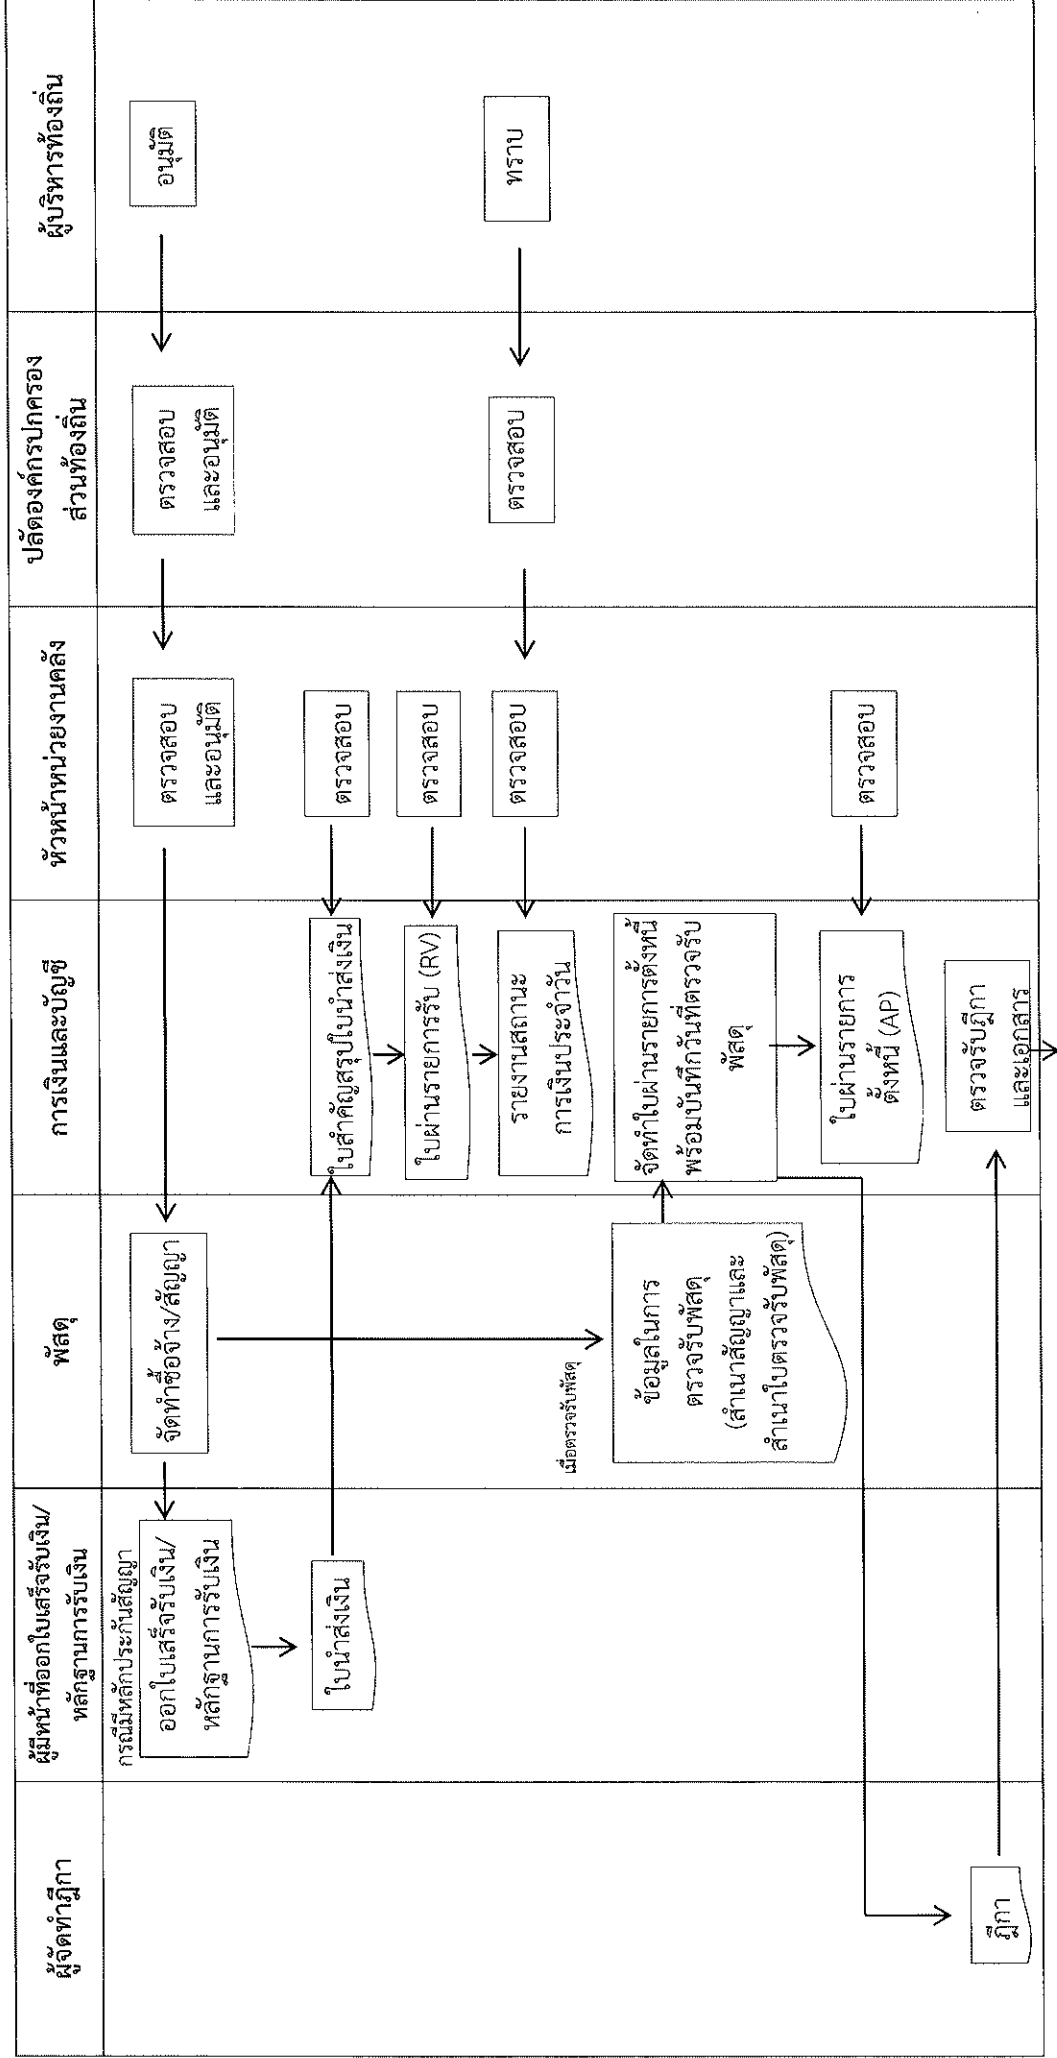 ผู้จัดทำฎีกา
ผู้มีหน้าที่ออกใบเสร็จรับเงิน/
หลักฐานการรับเงิน
พัสดุ
การเงินและบัญชี
หัวหน้าหน่วยงานคลัง
ปลัดองค์กรปกครอง
ส่วนท้องถิ่น
ผู้บริหารท้องถิ่น
กรณีมีหลักประกันสัญญา
ออกใบเสร็จรับเงิน/
หลักฐานการรับเงิน
จัดทำซื้อจ้าง/สัญญา
ตรวจสอบ
และอนุมัติ
ตรวจสอบ
และอนุมัติ
อนุมัติ
ใบนำส่งเงิน
ใบสำคัญสรุปใบนำส่งเงิน
ตรวจสอบ
ใบผ่านรายการรับ (RV)
ตรวจสอบ
รายงานสถานะ
การเงินประจำวัน
ตรวจสอบ
ตรวจสอบ
ทราบ
เมื่อตรวจรับพัสดุ
ข้อมูลในการ
ตรวจรับพัสดุ
(สำเนาสัญญาและ
สำเนาใบตรวจรับพัสดุ)
จัดทำใบผ่านรายการตั้งหนี้
พร้อมบันทึกวันที่ตรวจรับ
พัสดุ
ใบผ่านรายการ
ตั้งหนี้ (AP)
ตรวจสอบ
ฎีกา
ตรวจรับฎีกา
และเอกสาร